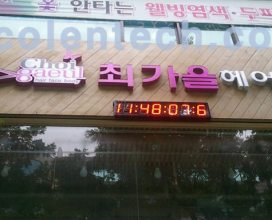 안타는 웰빙염색·두피
colentech.co
Choi
gaeul 최가을헤어
11:48:03 6